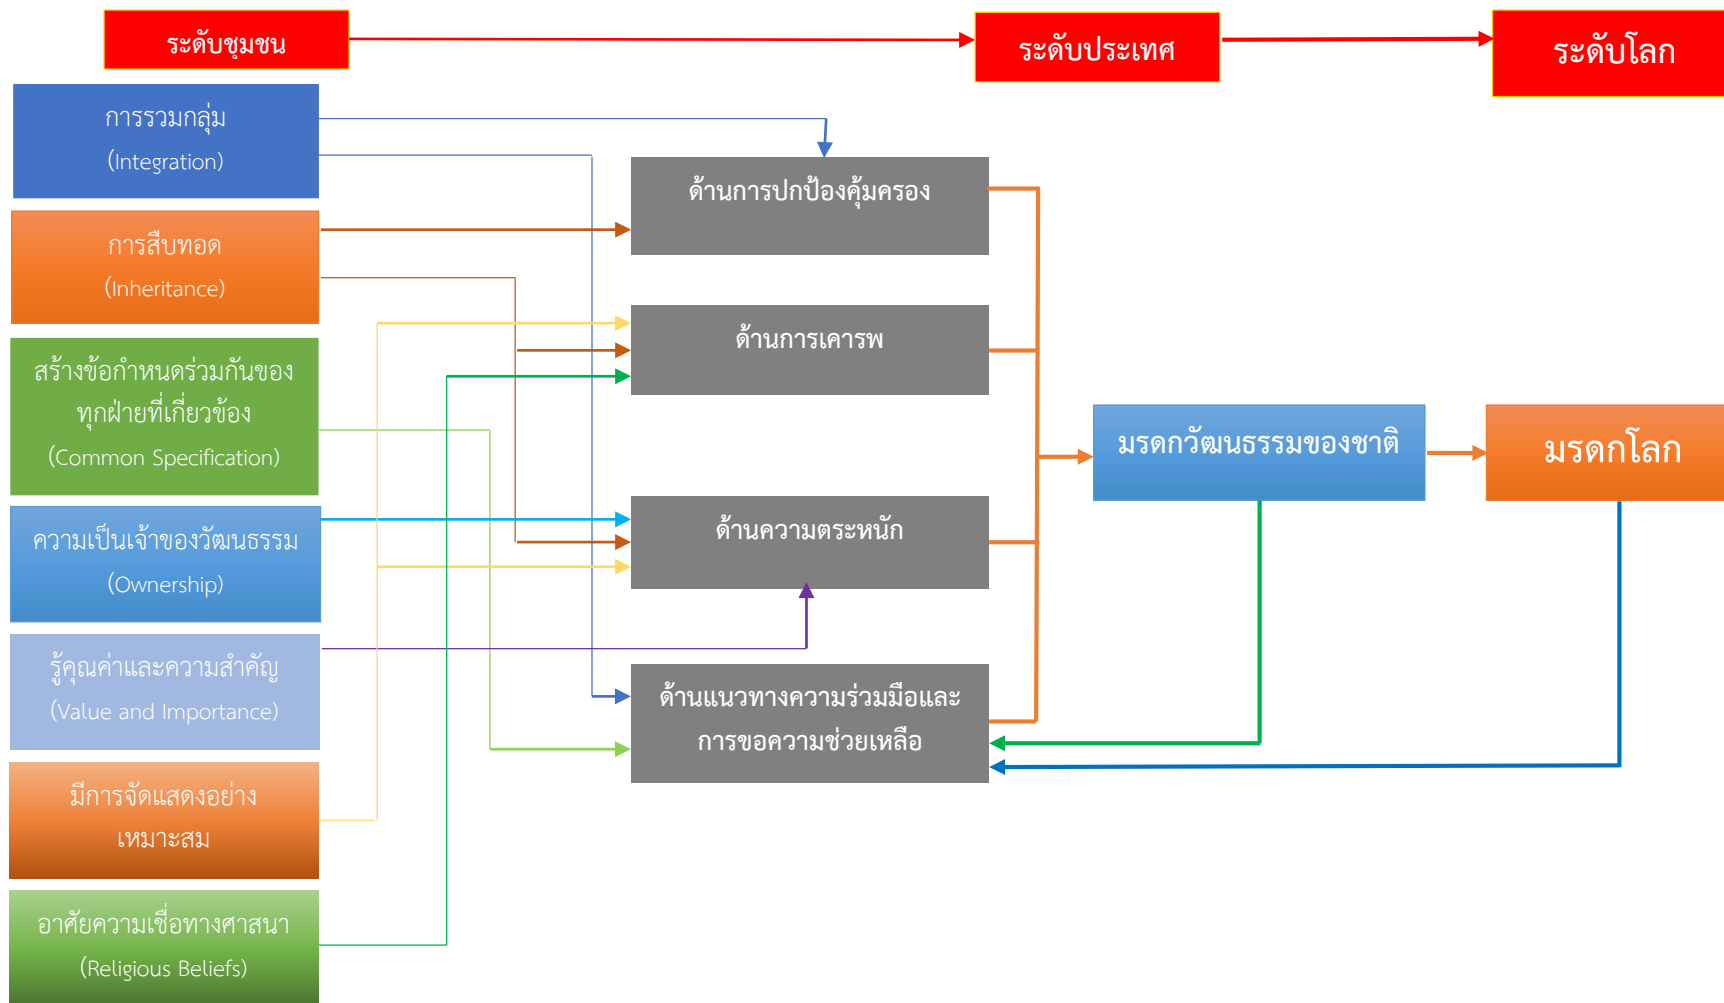 ระดับชุมชน
ระดับประเทศ
ระดับโลก
การรวมกลุ่ม
(Integration)
การสืบทอด
(Inheritance)
สร้างข้อกำหนดร่วมกันของ
ทุกฝ่ายที่เกี่ยวข้อง
(Common Specification)
ความเป็นเจ้าของวัฒนธรรม
(Ownership)
รู้คุณค่าและความสำคัญ
(Value and Importance)
มีการจัดแสดงอย่าง
เหมาะสม
อาศัยความเชื่อทางศาสนา
(Religious Beliefs)
ด้านการปกป้องคุ้มครอง
ด้านการเคารพ
ด้านความตระหนัก
ด้านแนวทางความร่วมมือและ
การขอความช่วยเหลือ
มรดกวัฒนธรรมของชาติ
มรดกโลก